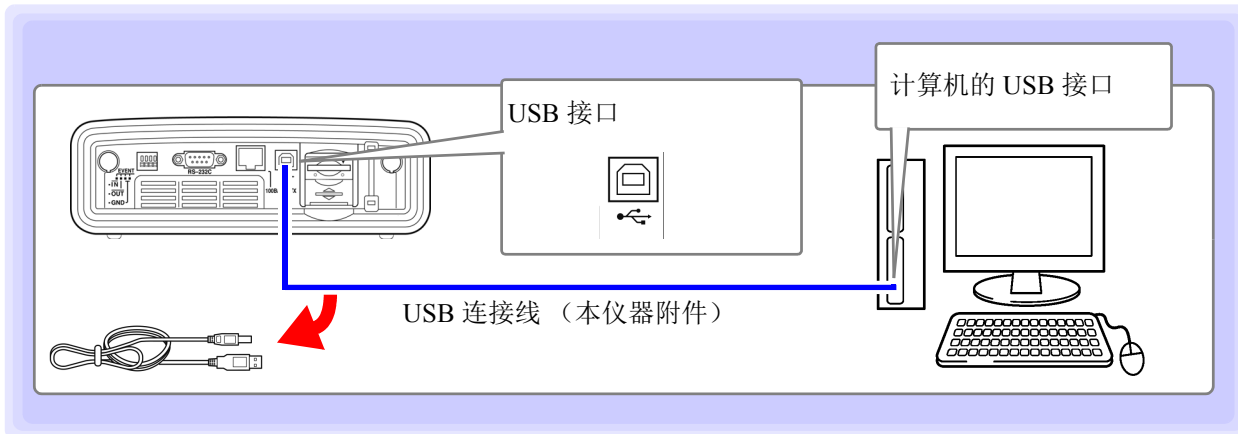 计算机的 USB 接口
USB 接口
EVENT
IN
OUT
GND
RS-232C
USB 连接线 （本仪器附件）